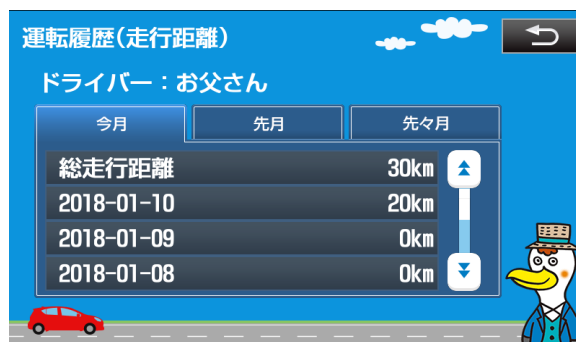 運転履歴(走行距離)
ドライバー：お父さん
今月 先月 先々月
総走行距離 30km
2018-01-10 20km
2018-01-09 0km
2018-01-08 0km